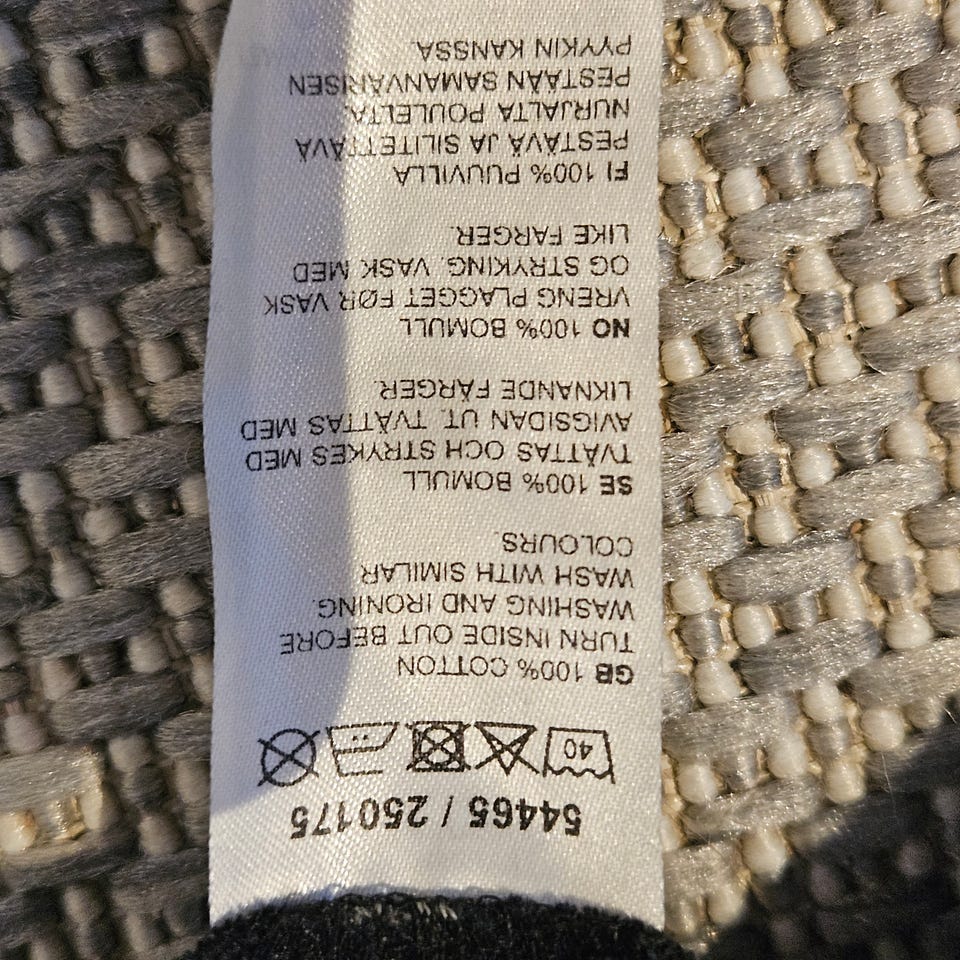 54465 / 250175
40
GB 100% COTTON
TURN INSIDE OUT BEFORE
WASHING AND IRONING.
WASH WITH SIMILAR
COLOURS.
SE 100% BOMULL
TVÄTTAS OCH STRYKES MED
AVIGSIDAN UT. TVÄTTAS MED
LIKNANDE FÄRGER.
NO 100% BOMULL
VRENG PLAGGET FØR VASK
OG STRYKING. VASK MED
LIKE FARGER.
FI 100% PUUVILLA
PESTÄVÄ JA SILITETTÄVÄ
NURJALTA POULELTA
PESTÄÄN SAMANVÄRISEN
PYYKIN KANSSA.